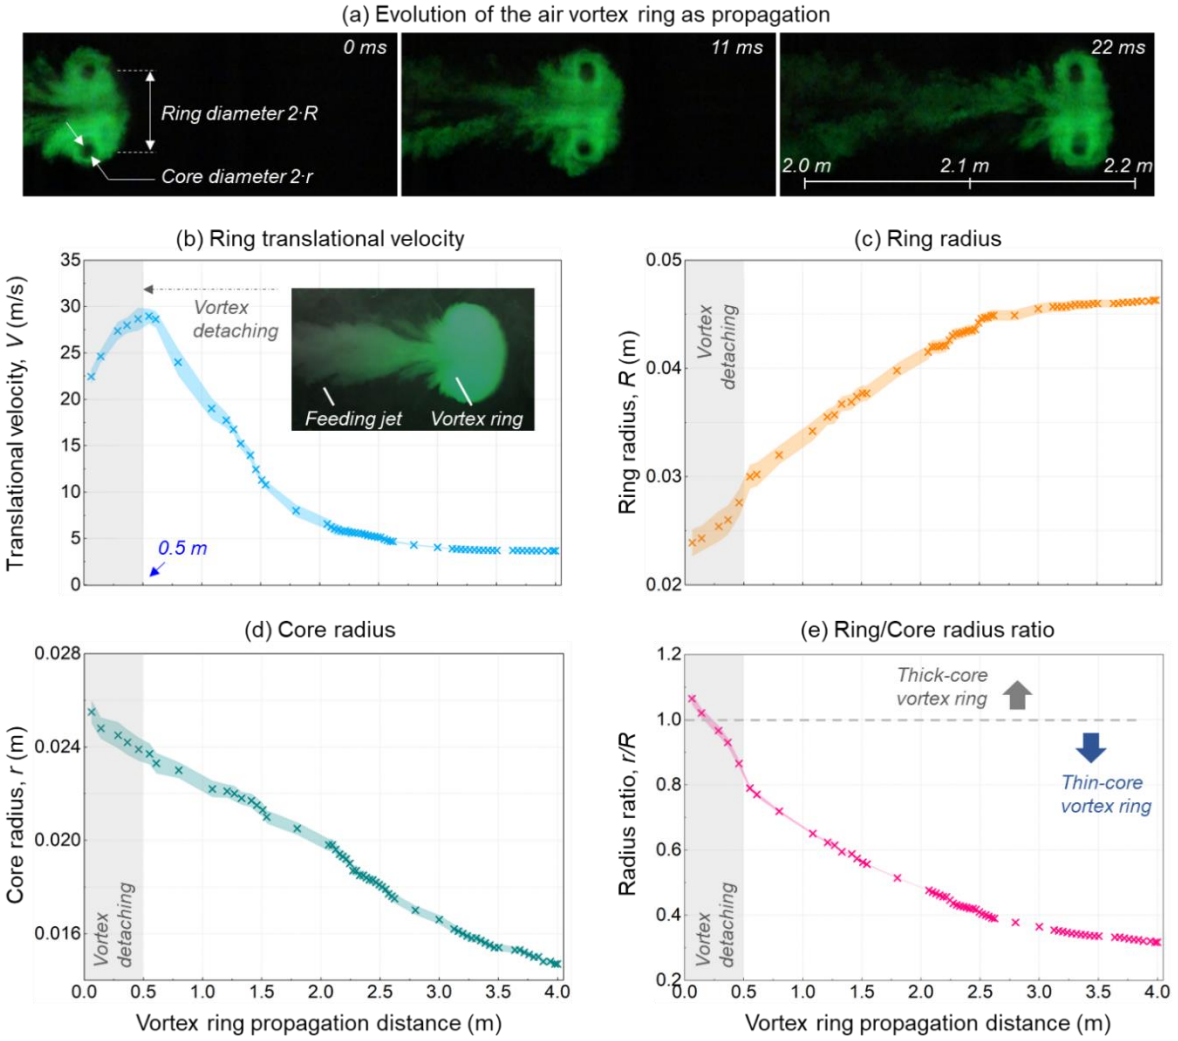 (a) Evolution of the air vortex ring as propagation
0 ms
11 ms
22 ms
Ring diameter 2·R
Core diameter 2·r
2.0 m
2.1 m
2.2 m
(b) Ring translational velocity
Translational velocity, V (m/s)
35
30
25
20
15
10
5
0
Vortex
detaching
Feeding jet
Vortex ring
0.5 m
(c) Ring radius
Ring radius, R (m)
0.05
0.04
0.03
0.02
Vortex
detaching
(d) Core radius
Core radius, r (m)
0.028
0.024
0.020
0.016
Vortex
detaching
0.0
0.5
1.0
1.5
2.0
2.5
3.0
3.5
4.0
Vortex ring propagation distance (m)
(e) Ring/Core radius ratio
Radius ratio, r/R
1.2
1.0
0.8
0.6
0.4
0.2
Thick-core
vortex ring
Thin-core
vortex ring
Vortex
detaching
0.0
0.5
1.0
1.5
2.0
2.5
3.0
3.5
4.0
Vortex ring propagation distance (m)